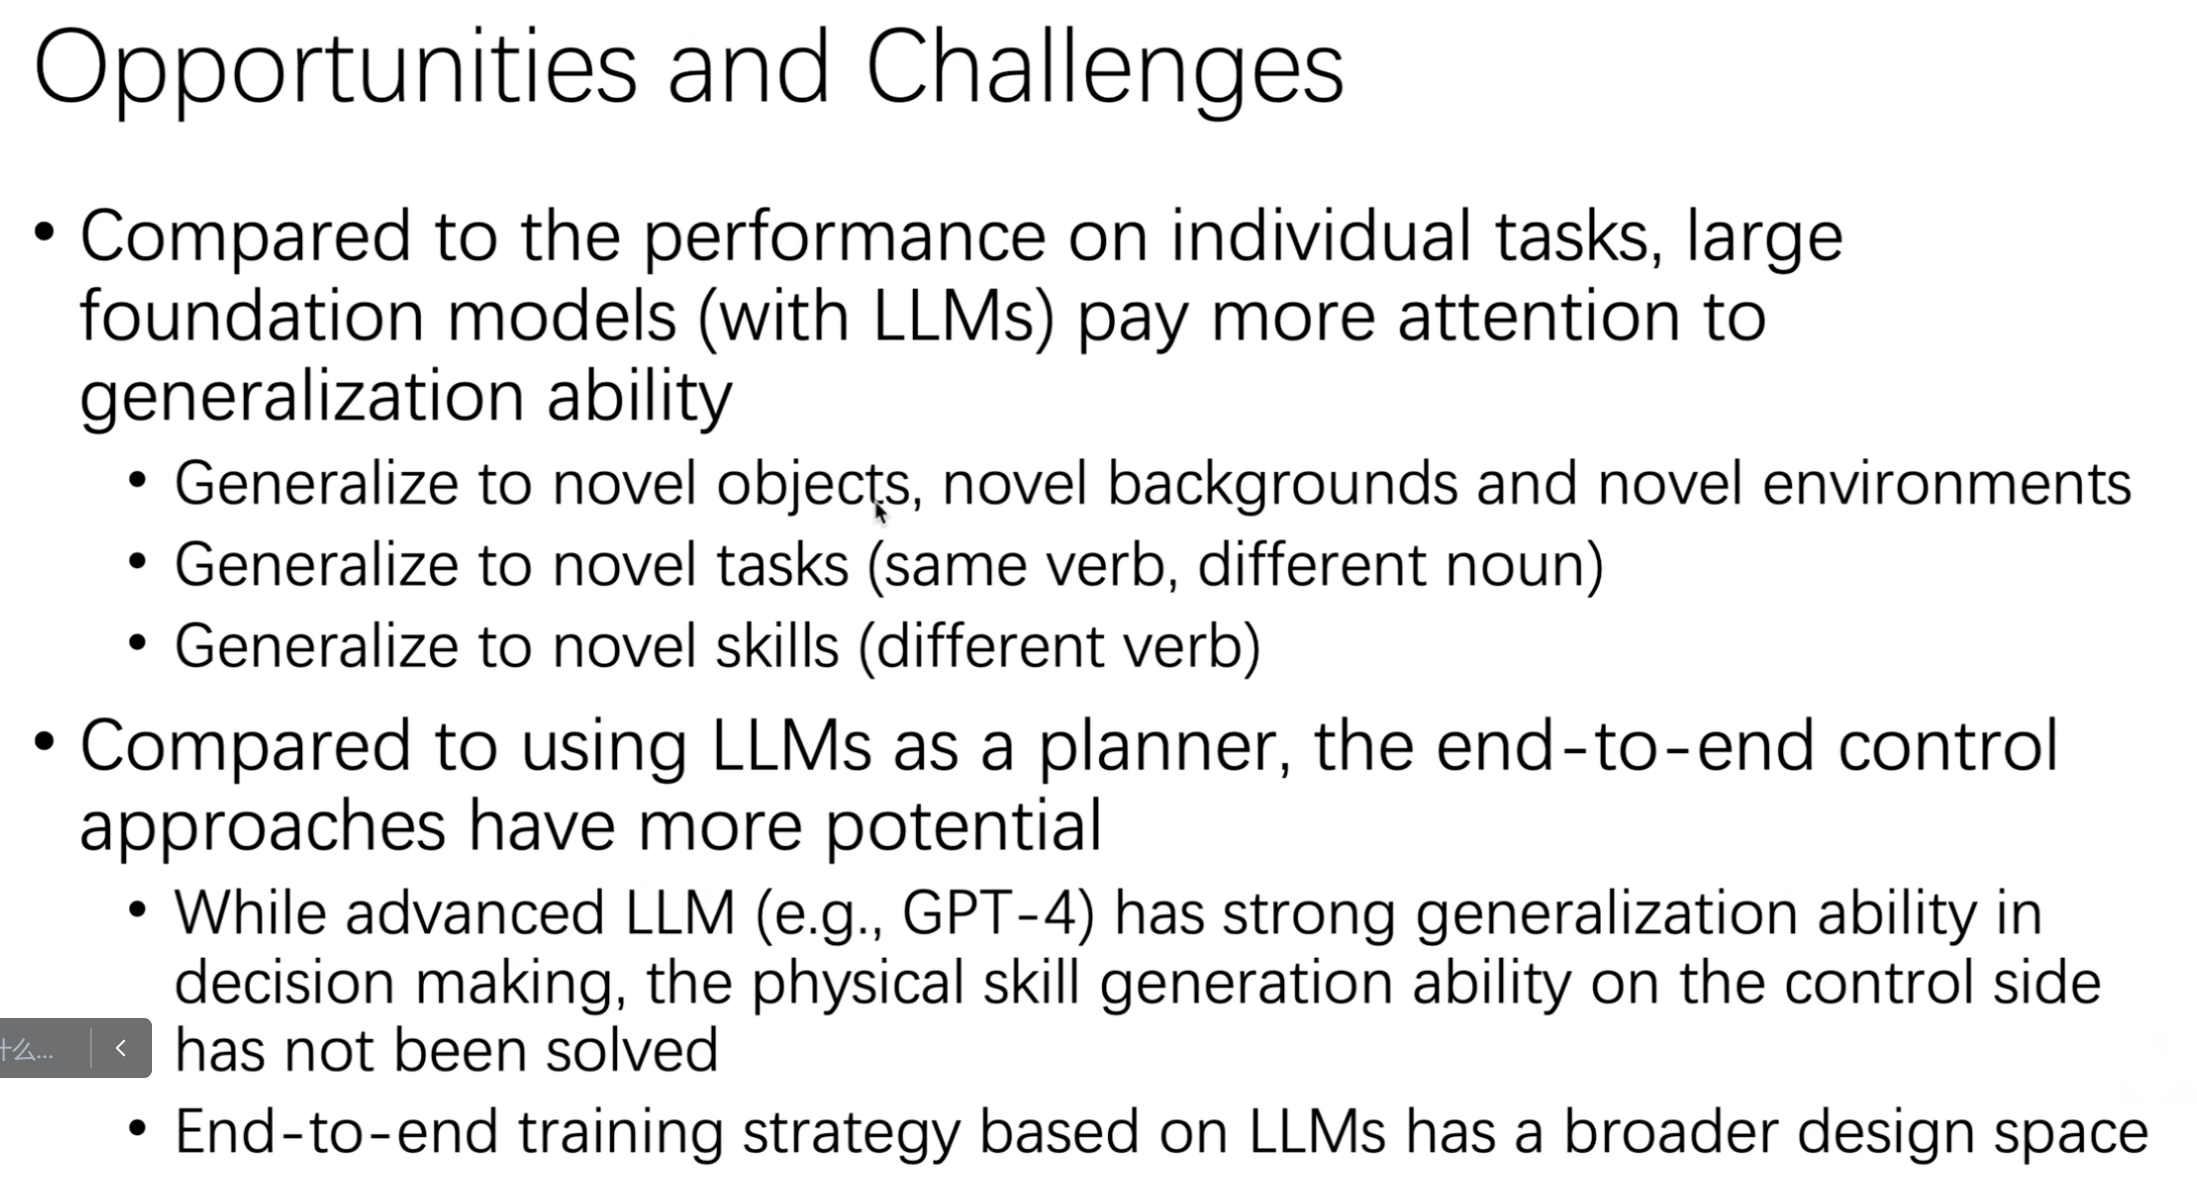 Opportunities and Challenges
• Compared to the performance on individual tasks, large
foundation models (with LLMs) pay more attention to
generalization ability
• Generalize to novel objects, novel backgrounds and novel environments
• Generalize to novel tasks (same verb, different noun)
• Generalize to novel skills (different verb)
• Compared to using LLMs as a planner, the end-to-end control
approaches have more potential
• While advanced LLM (e.g., GPT-4) has strong generalization ability in
decision making, the physical skill generation ability on the control side
has not been solved
什么...
• End-to-end training strategy based on LLMs has a broader design space